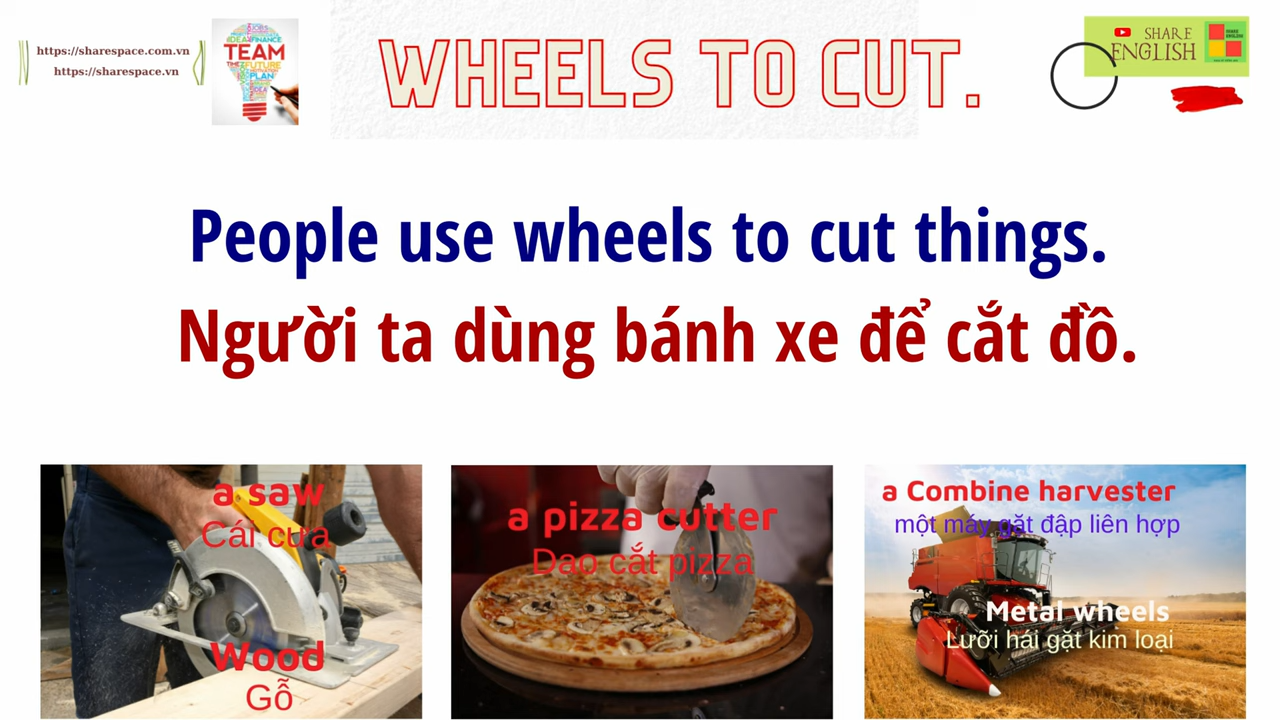 https://sharespace.com.vn
https://sharespace.vn
TEAM
FUTURE
PLAN
IDEA
WHEELS TO CUT.
SHARE
ENGLISH
People use wheels to cut things.
Người ta dùng bánh xe để cắt đồ.
a saw
Cái cưa
Wood
Gỗ
a pizza cutter
Dao cắt pizza
a Combine harvester
một máy gặt đập liên hợp
Metal wheels
Lưỡi hái gặt kim loại